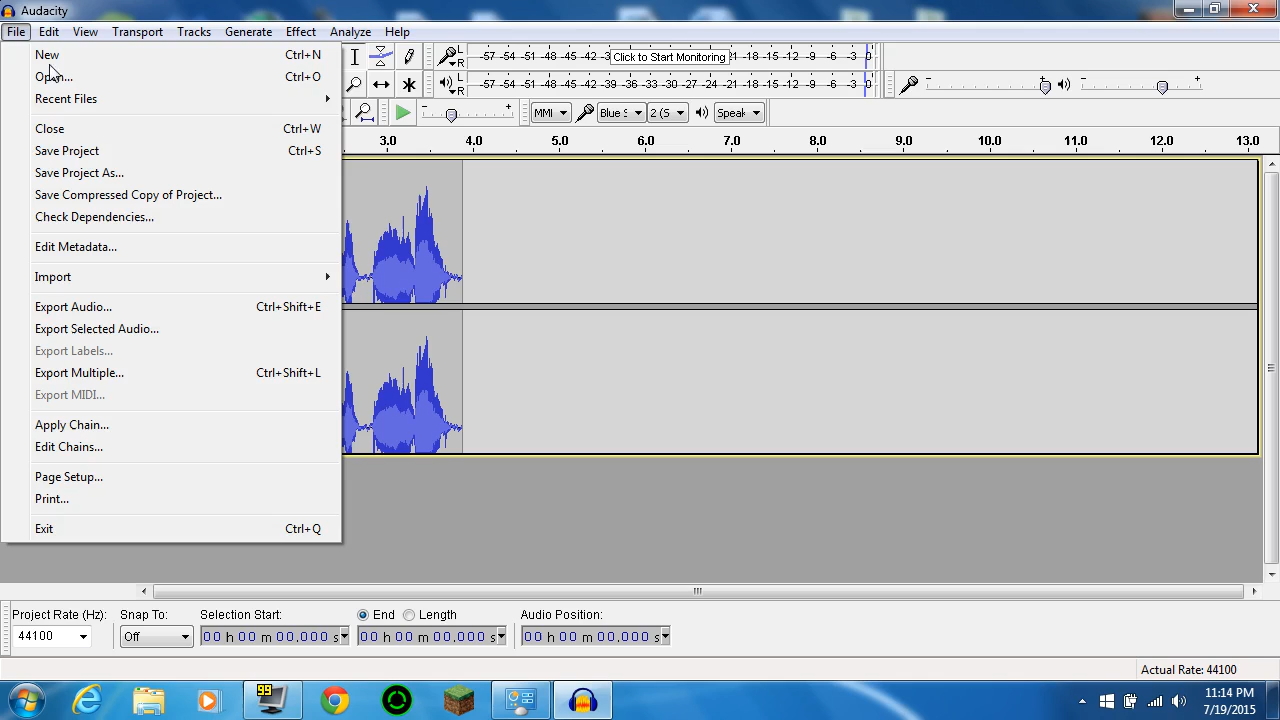 Audacity
File Edit View Transport Tracks Generate Effect Analyze Help
New Ctrl+N
Open... Ctrl+O
Recent Files
Close Ctrl+W
Save Project Ctrl+S
Save Project As...
Save Compressed Copy of Project...
Check Dependencies...
Edit Metadata...
Import
Export Audio... Ctrl+Shift+E
Export Selected Audio...
Export Labels...
Export Multiple... Ctrl+Shift+L
Export MIDI...
Apply Chain...
Edit Chains...
Page Setup...
Print...
Exit Ctrl+Q
L R -57 -54 -51 -48 -45 -42 Click to Start Monitoring -12 -9 -6 -3 0
L R -57 -54 -51 -48 -45 -42 -39 -36 -33 -30 -27 -24 -21 -18 -15 -12 -9 -6 -3 0
- + - +
- + MMI Blue S 2 (S Speak
3.0 4.0 5.0 6.0 7.0 8.0 9.0 10.0 11.0 12.0 13.0
Project Rate (Hz): Snap To: Selection Start: End Length Audio Position:
44100 Off 00 h 00 m 00.000 s 00 h 00 m 00.000 s 00 h 00 m 00.000 s
Actual Rate: 44100
99
11:14 PM
7/19/2015